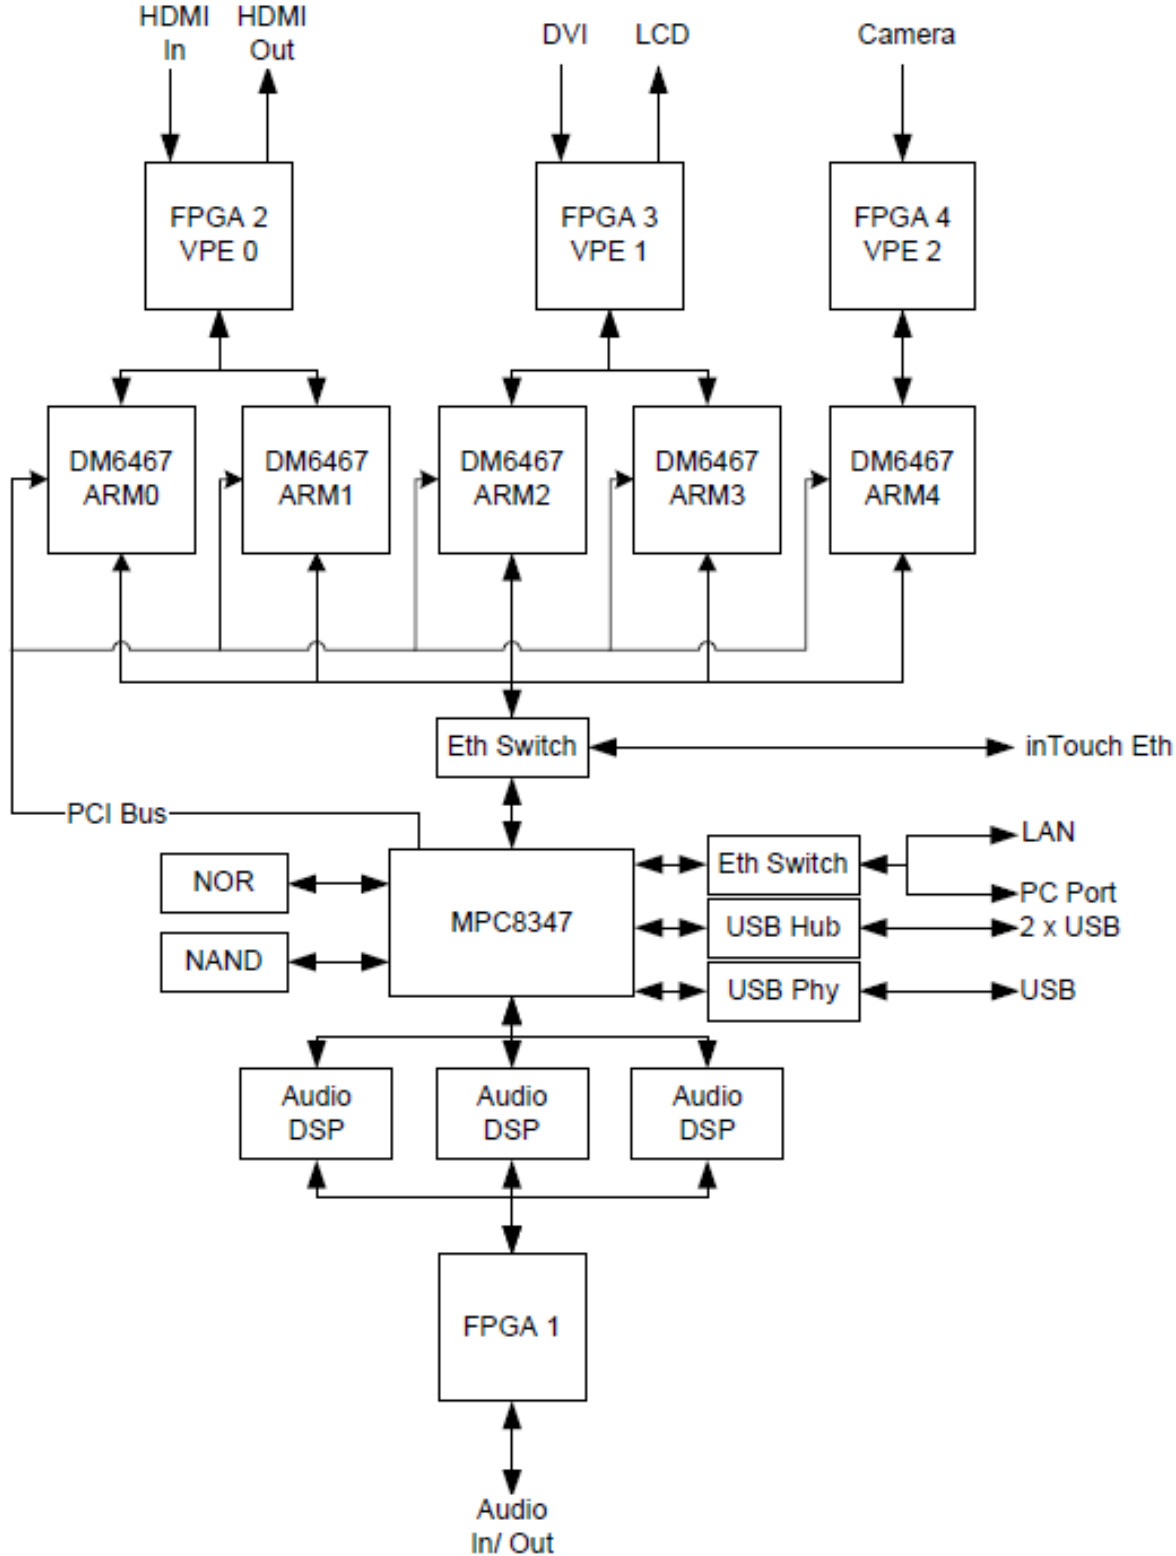 HDMI HDMI
In Out
DVI LCD Camera
FPGA 2
VPE 0
FPGA 3
VPE 1
FPGA 4
VPE 2
DM6467
ARM0
DM6467
ARM1
DM6467
ARM2
DM6467
ARM3
DM6467
ARM4
Eth Switch
inTouch Eth
PCI Bus
NOR
NAND
MPC8347
Eth Switch
LAN
PC Port
USB Hub
2 x USB
USB Phy
USB
Audio
DSP
Audio
DSP
Audio
DSP
FPGA 1
Audio
In/ Out